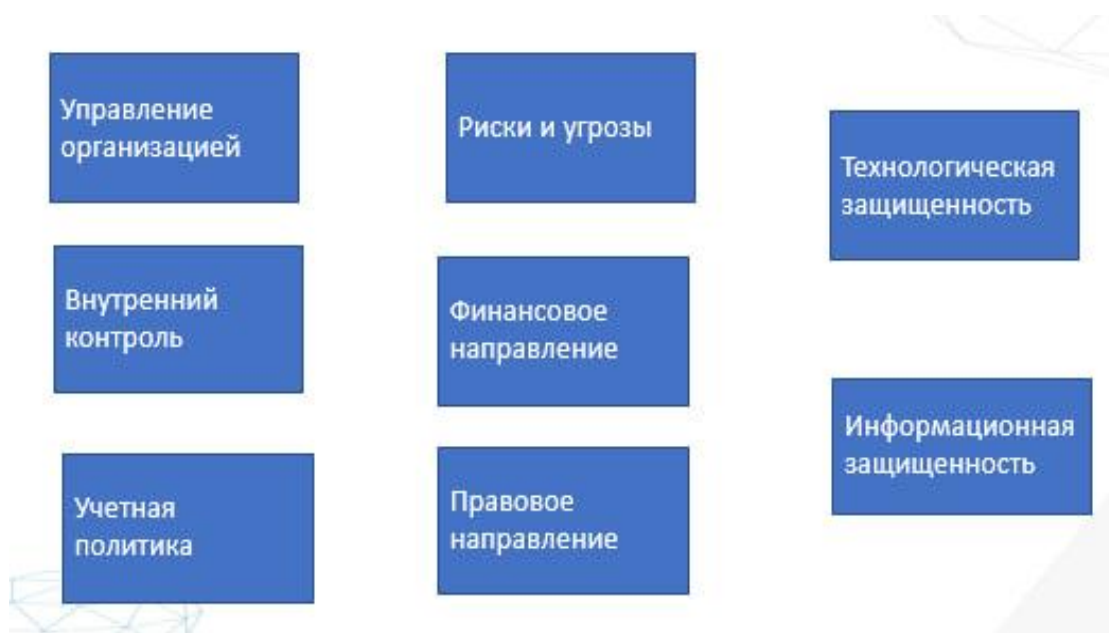 Управление
организацией
Риски и угрозы
Технологическая
защищенность
Внутренний
контроль
Финансовое
направление
Информационная
защищенность
Учетная
политика
Правовое
направление